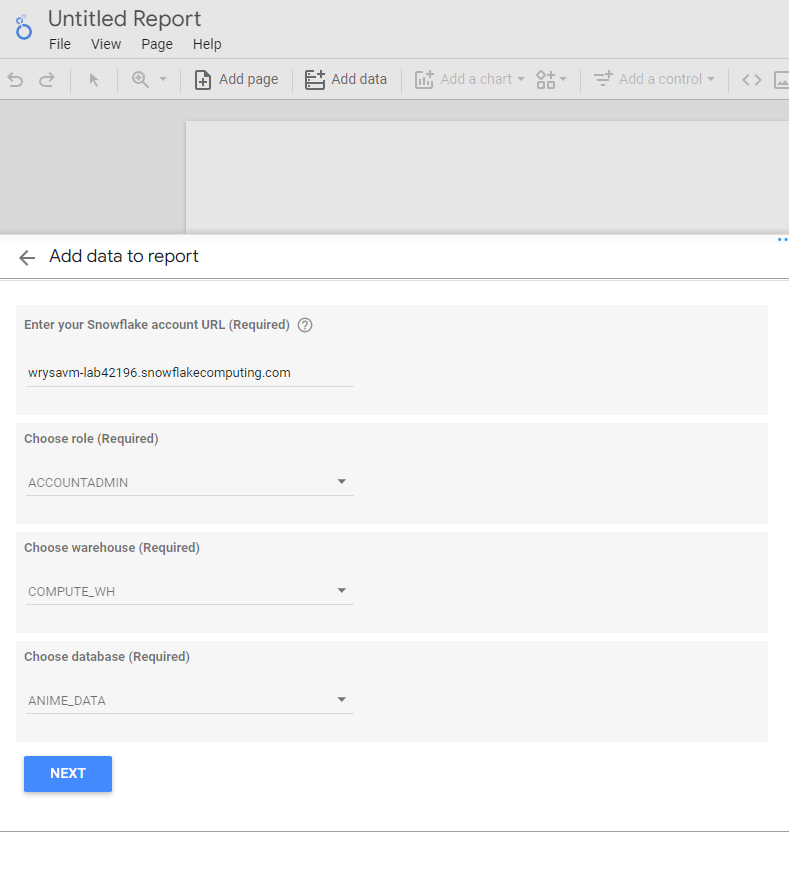 Untitled Report
File View Page Help
Add page Add data Add a chart Add a control
Add data to report
Enter your Snowflake account URL (Required)
wrysavm-lab42196.snowflakecomputing.com
Choose role (Required)
ACCOUNTADMIN
Choose warehouse (Required)
COMPUTE_WH
Choose database (Required)
ANIME_DATA
NEXT